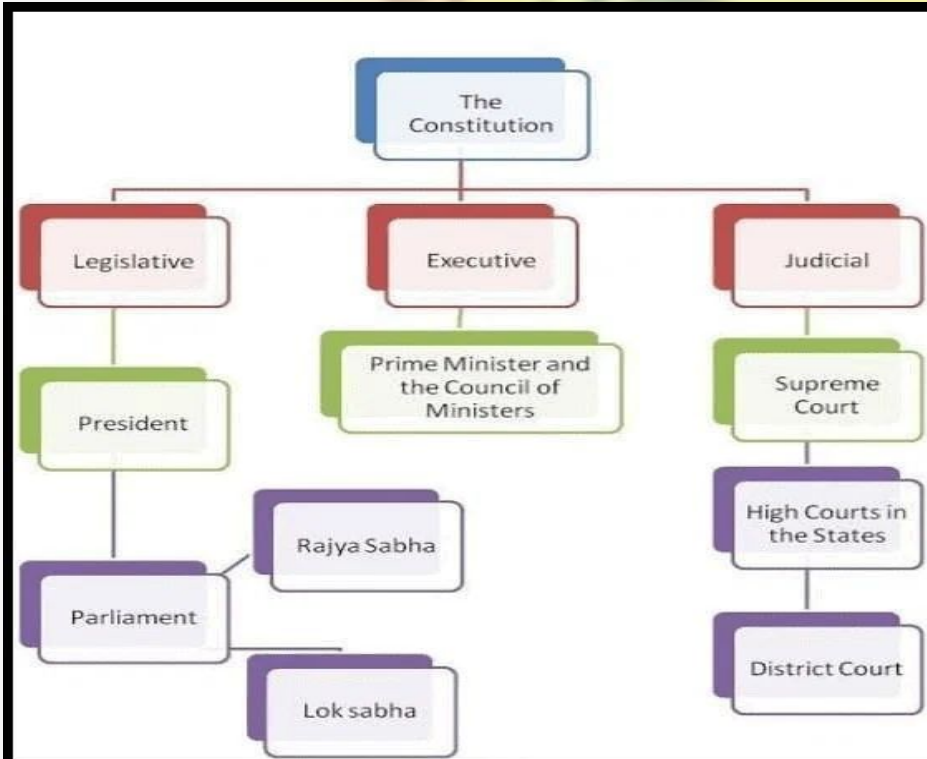 The
Constitution
Legislative
Executive
Judicial
President
Prime Minister and
the Council of
Ministers
Supreme
Court
Parliament
Rajya Sabha
Lok sabha
High Courts in
the States
District Court